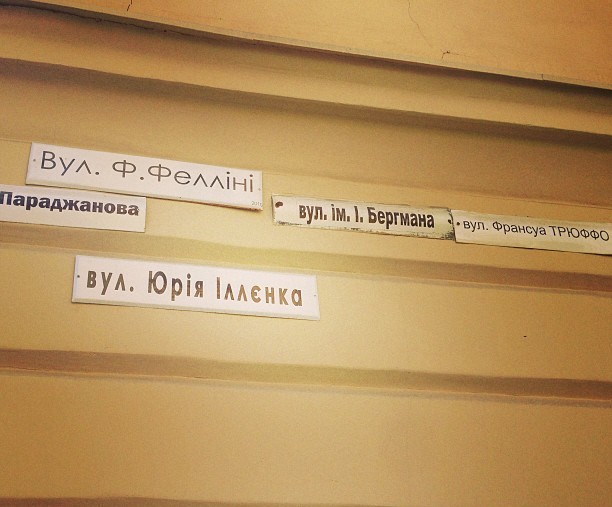 Вул. Ф.Фелліні
Параджанова
вул. ім. І. Бергмана
вул. Франсуа ТРЮФФО
вул. Юрія Іллєнка